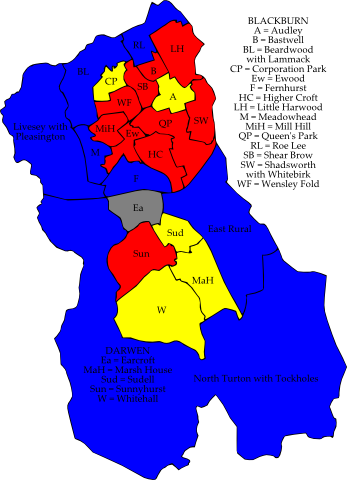 BLACKBURN
A = Audley
B = Bastwell
BL = Beardwood
with Lammack
CP = Corporation Park
Ew = Ewood
F = Fernhurst
HC = Higher Croft
LH = Little Harwood
M = Meadowhead
MiH = Mill Hill
QP = Queen's Park
RL = Roe Lee
SB = Shear Brow
SW = Shadsworth
with Whitebirk
WF = Wensley Fold
RL
LH
BL
CP
B
SB
A
WF
Livesey with
Pleasington
MiH
Ew
QP
SW
M
HC
F
Ea
Sud
East Rural
Sun
MaH
W
DARWEN
Ea = Earcroft
MaH = Marsh House
Sud = Sudell
Sun = Sunnyhurst
W = Whitehall
North Turton with Tockholes